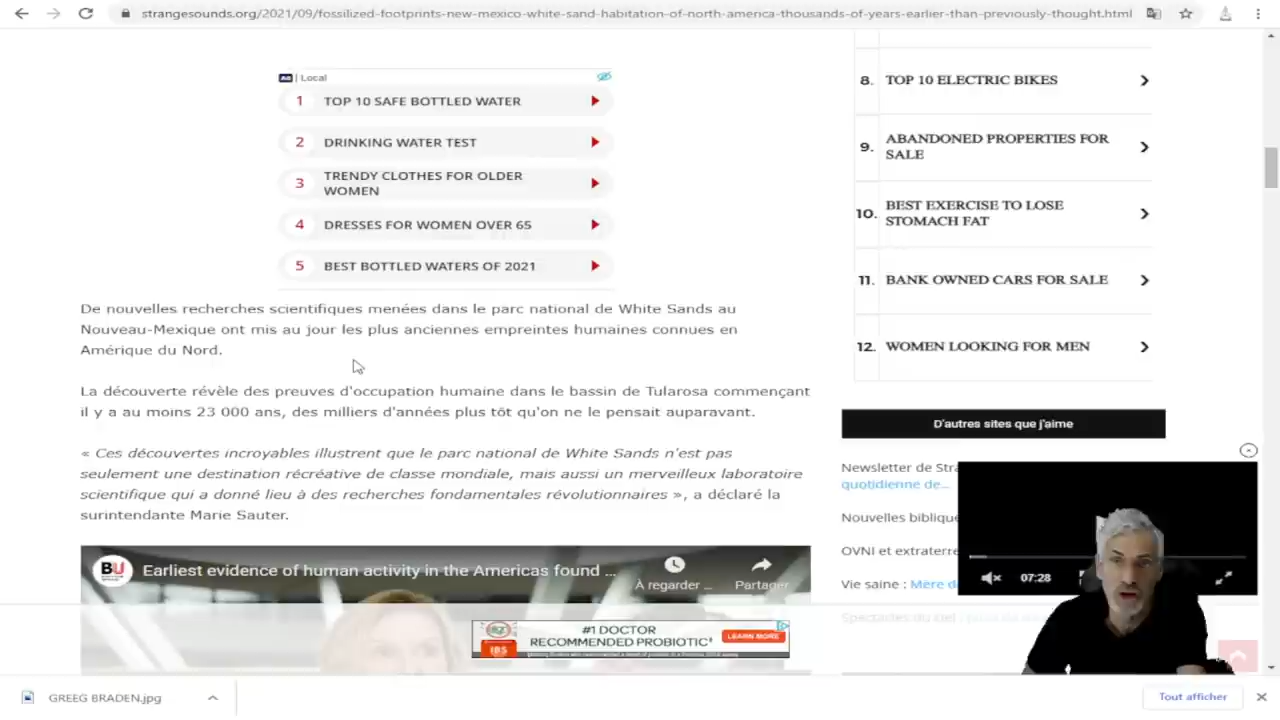 strangesounds.org/2021/09/fossilized-footprints-new-mexico-white-sand-habitation-of-north-america-thousands-of-years-earlier-than-previously-thought.html
Ad | Local
1 TOP 10 SAFE BOTTLED WATER
2 DRINKING WATER TEST
3 TRENDY CLOTHES FOR OLDER
WOMEN
4 DRESSES FOR WOMEN OVER 65
5 BEST BOTTLED WATERS OF 2021
De nouvelles recherches scientifiques menées dans le parc national de White Sands au
Nouveau-Mexique ont mis au jour les plus anciennes empreintes humaines connues en
Amérique du Nord.
La découverte révèle des preuves d'occupation humaine dans le bassin de Tularosa commençant
il y a au moins 23 000 ans, des milliers d'années plus tôt qu'on ne le pensait auparavant.
« Ces découvertes incroyables illustrent que le parc national de White Sands n'est pas
seulement une destination récréative de classe mondiale, mais aussi un merveilleux laboratoire
scientifique qui a donné lieu à des recherches fondamentales révolutionnaires », a déclaré la
surintendante Marie Sauter.
BU
Earliest evidence of human activity in the Americas found ...
À regarder ...
Partager
#1 DOCTOR
RECOMMENDED PROBIOTIC†
IBS
LEARN MORE
8. TOP 10 ELECTRIC BIKES
9. ABANDONED PROPERTIES FOR
SALE
10. BEST EXERCISE TO LOSE
STOMACH FAT
11. BANK OWNED CARS FOR SALE
12. WOMEN LOOKING FOR MEN
D'autres sites que j'aime
Newsletter de Stra
quotidienne de...
Nouvelles bibliqu
OVNI et extraterre
Vie saine : Mère d
Spectacles du ciel
07:28
GREEG BRADEN.jpg
Tout afficher